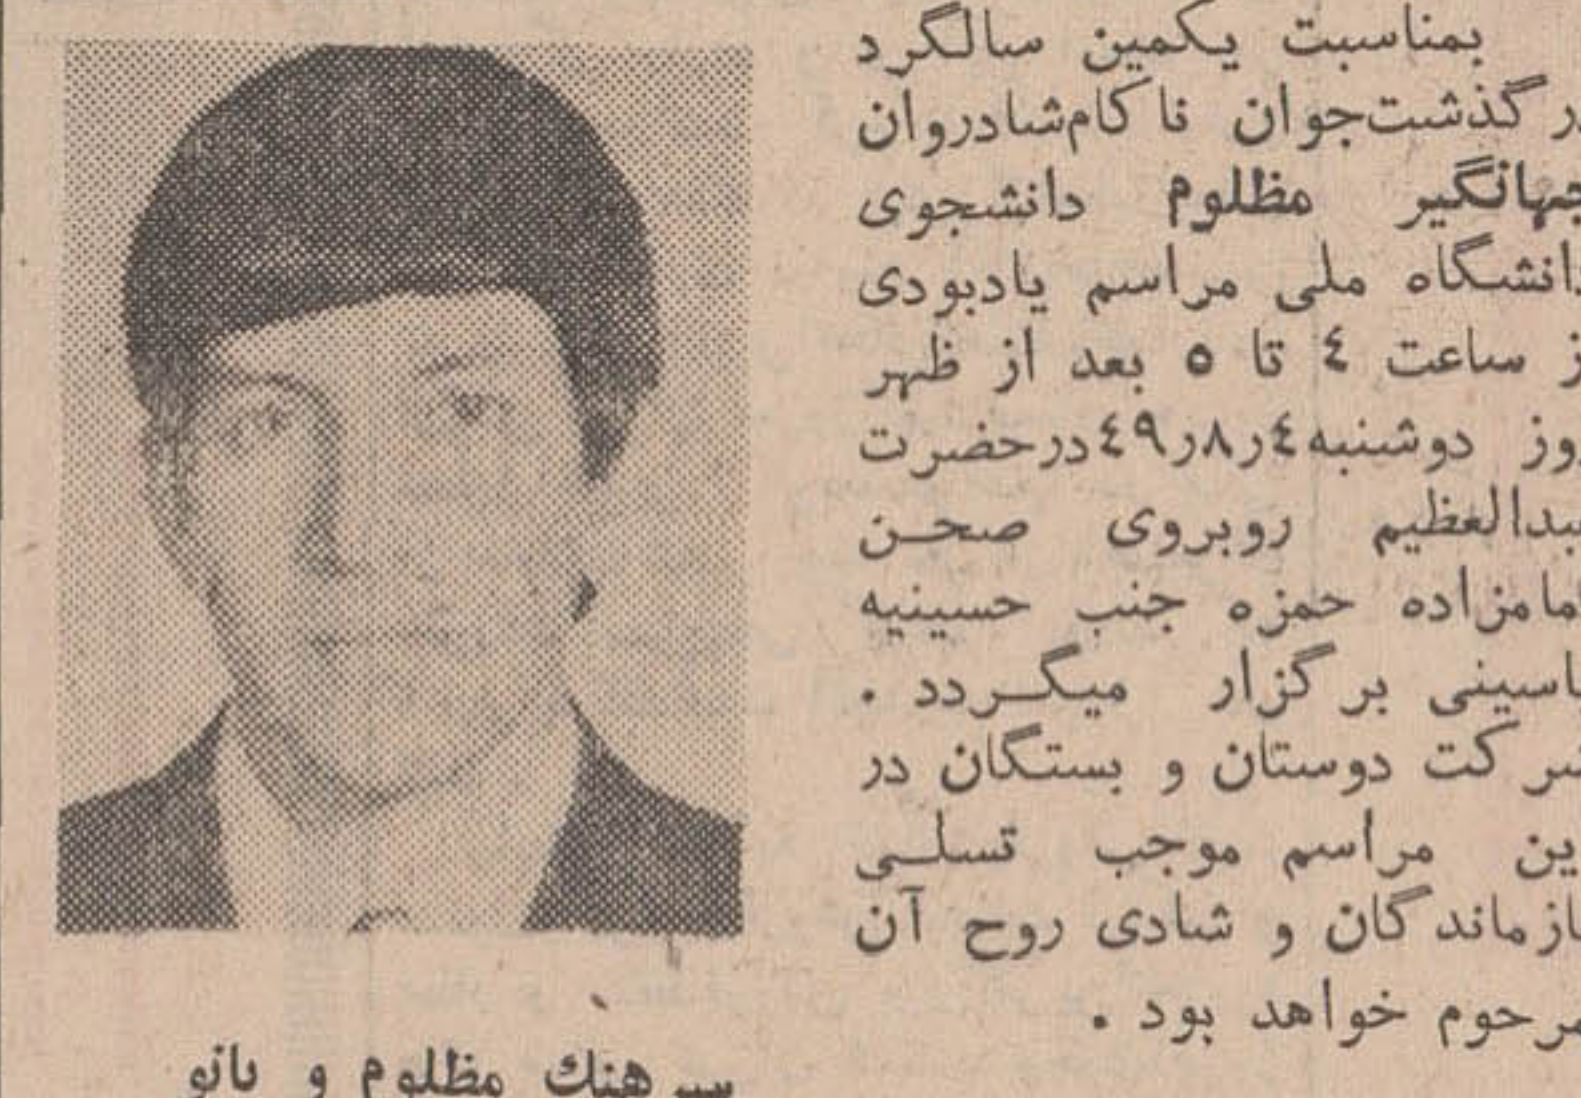 بمناسبت یکمین سالگرد
درگذشت‌جوان ناکام‌شادروان
جهانگیر مظلوم دانشجوی
دانشگاه ملی مراسم یادبودی
از ساعت ٤ تا ٥ بعد از ظهر
روز دوشنبه٤ر٨ر٤٩درحضرت
عبدالعظیم روبروی صحن
امامزاده حمزه جنب حسینیه
یاسینی برگزار میگردد .
شرکت دوستان و بستگان در
این مراسم موجب تسلی
بازماندگان و شادی روح آن
مرحوم خواهد بود .
سرهنك مظلوم و بانو